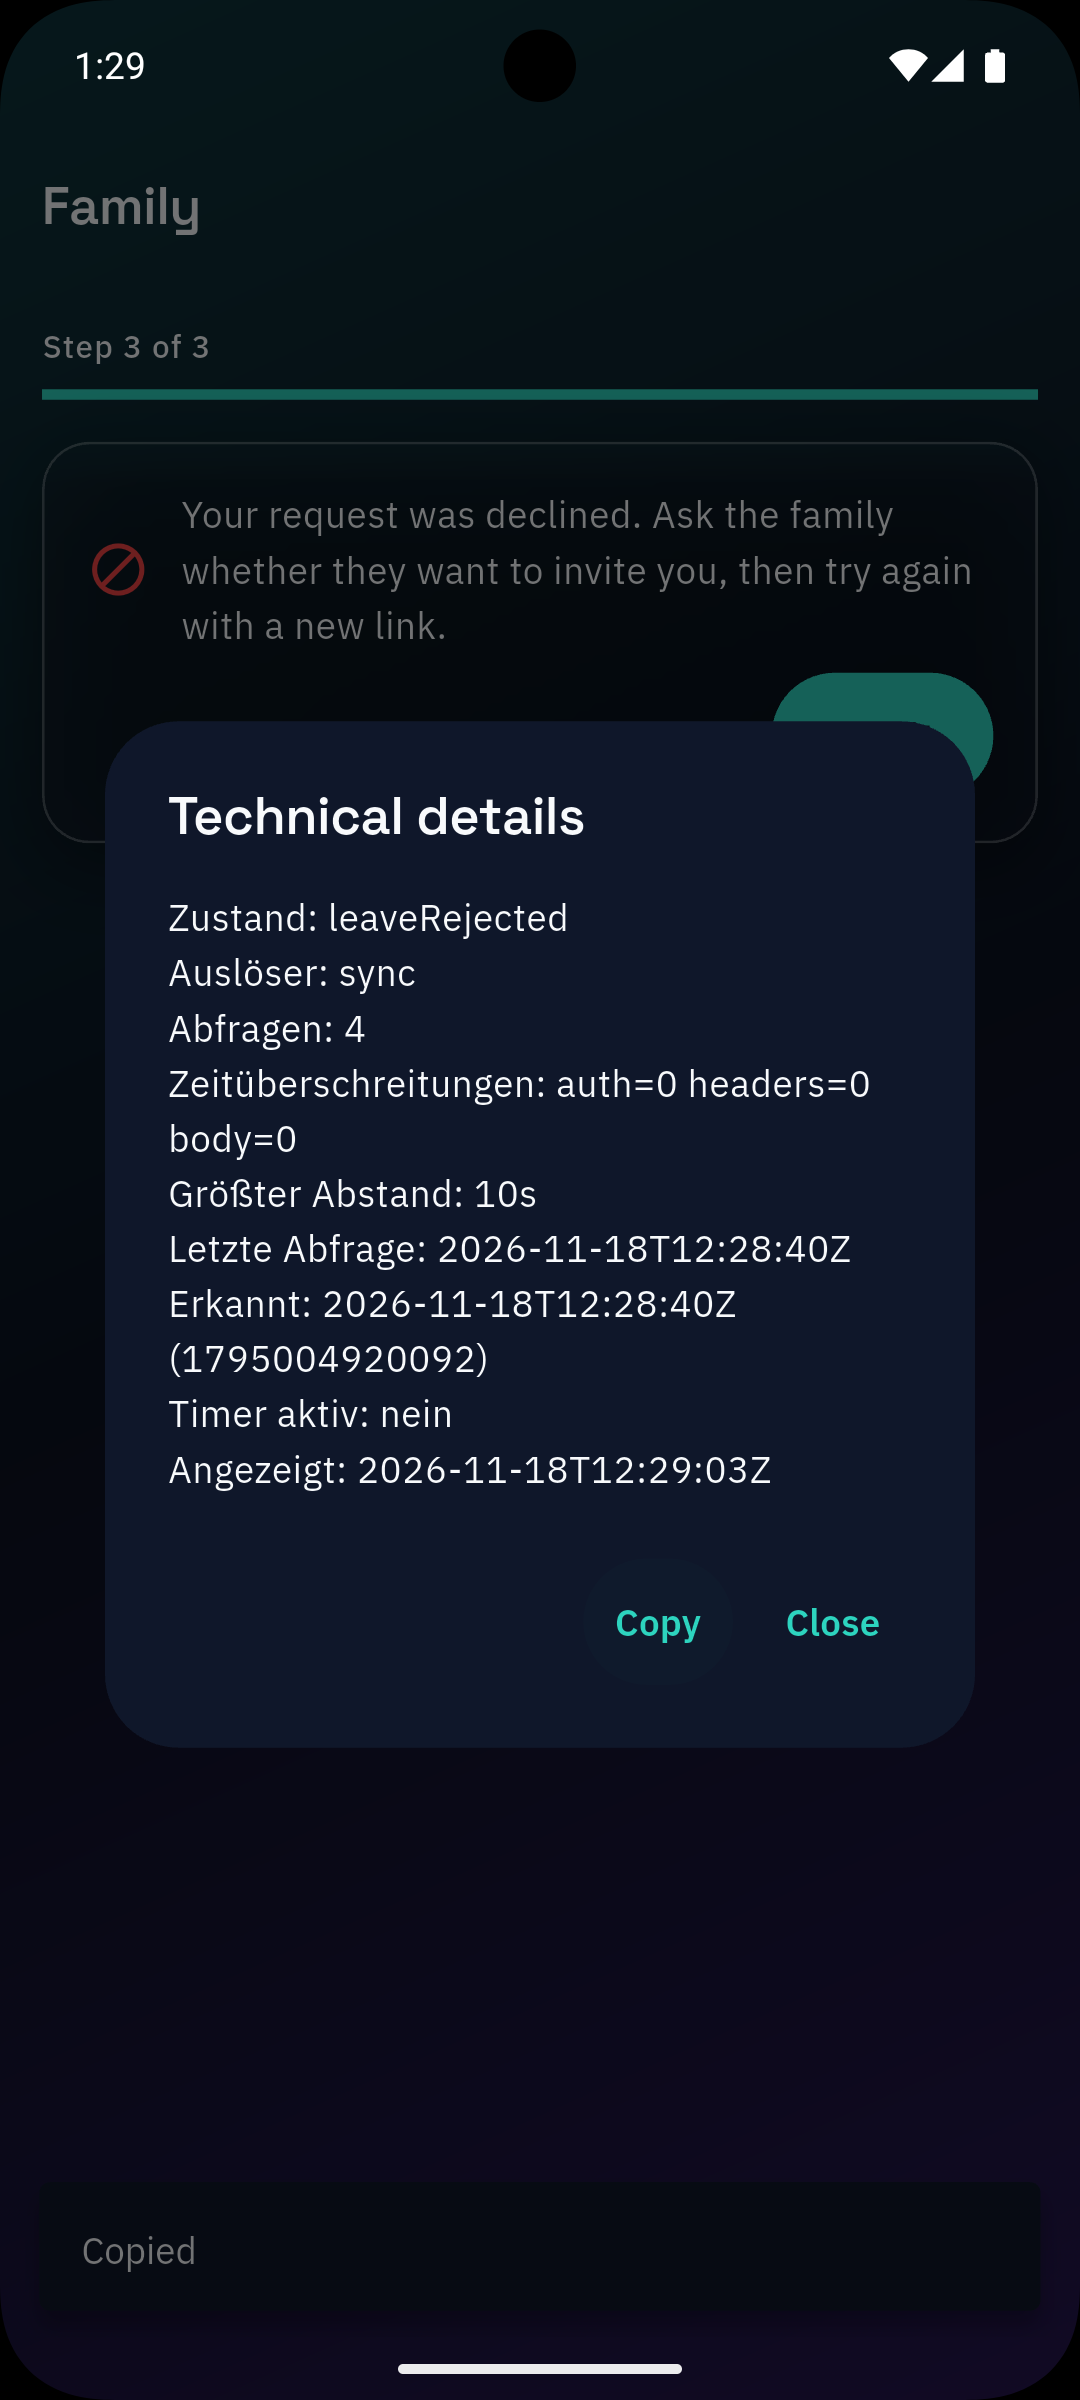 1:29
Family
Step 3 of 3
Your request was declined. Ask the family
whether they want to invite you, then try again
with a new link.
Technical details
Zustand: leaveRejected
Auslöser: sync
Abfragen: 4
Zeitüberschreitungen: auth=0 headers=0
body=0
Größter Abstand: 10s
Letzte Abfrage: 2026-11-18T12:28:40Z
Erkannt: 2026-11-18T12:28:40Z
(1795004920092)
Timer aktiv: nein
Angezeigt: 2026-11-18T12:29:03Z
Copy Close
Copied